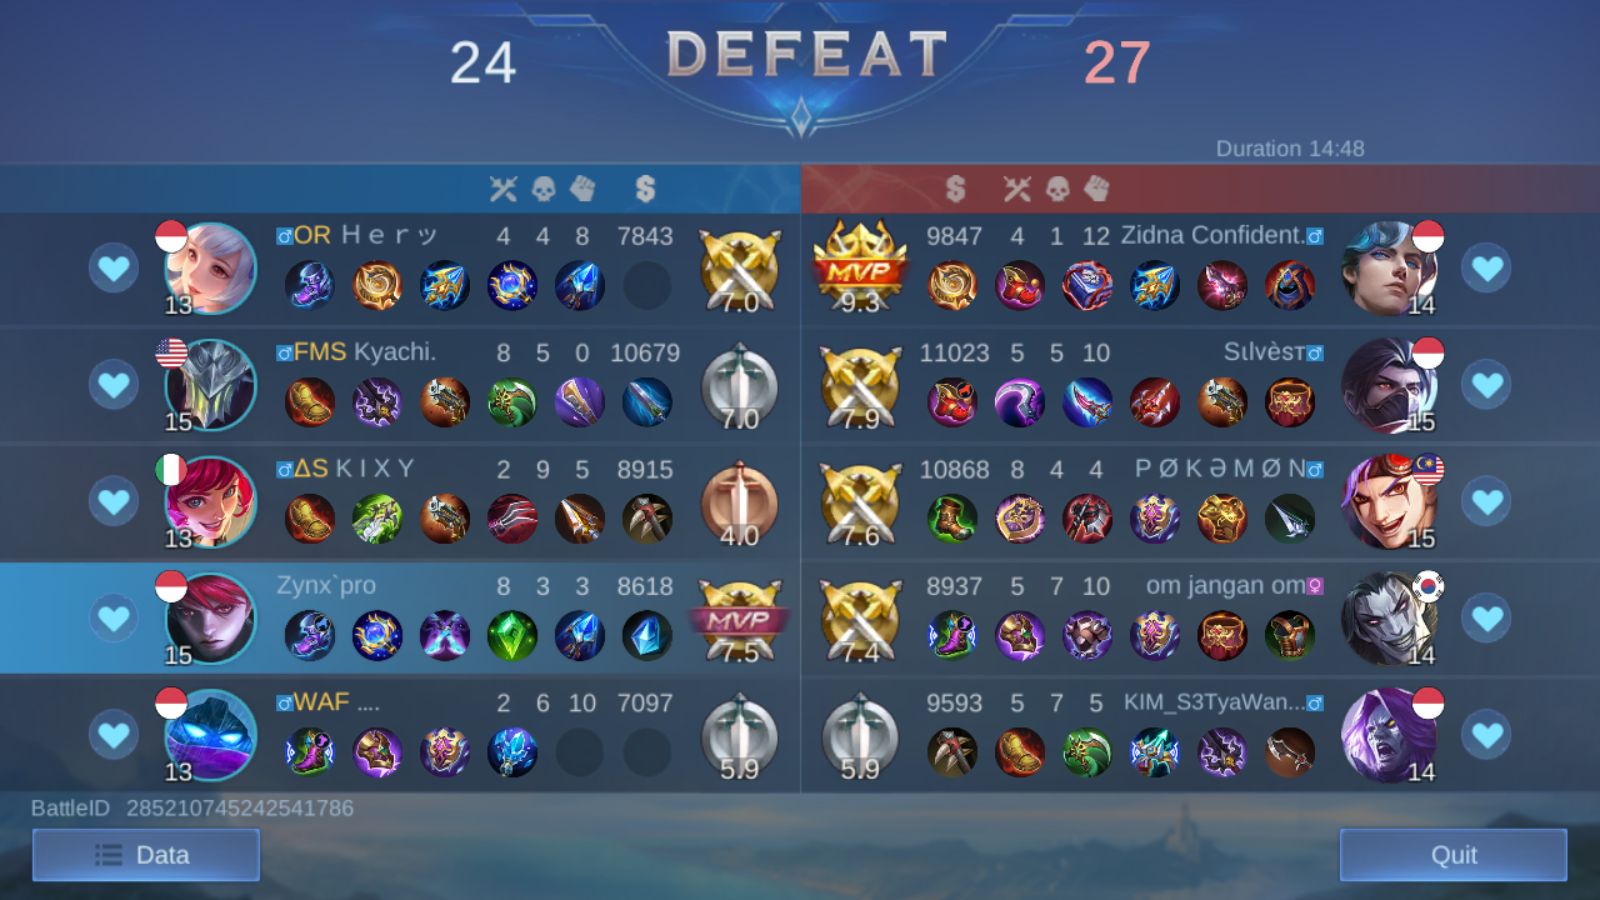 24 DEFEAT 27
Duration 14:48
♂OR Ｈｅｒッ 4 4 8 7843
13
7.0
MVP
9.3
9847 4 1 12 Zidna Confident.♂
14
♂FMS Kyachi. 8 5 0 10679
15
7.0
7.9
11023 5 5 10 Sιlvèsт♂
15
♂ΔS K I X Y 2 9 5 8915
13
4.0
7.6
10868 8 4 4 P Ø K Ə M Ø N♂
15
Zynx`pro 8 3 3 8618
15
MVP
7.5
7.4
8937 5 7 10 om jangan om♀
14
♂WAF .... 2 6 10 7097
13
5.9
5.9
9593 5 7 5 KIM_S3TyaWan...♂
14
BattleID 285210745242541786
Data
Quit